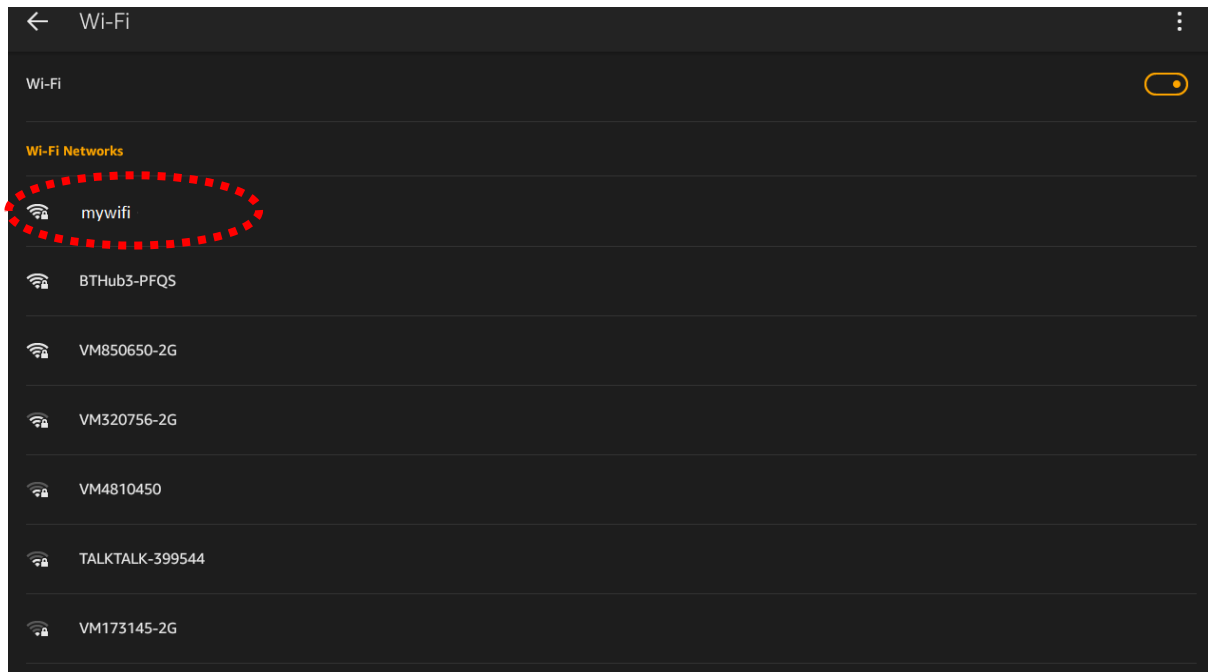 Wi-Fi
Wi-Fi
Wi-Fi Networks
mywifi
BTHub3-PFQS
VM850650-2G
VM320756-2G
VM4810450
TALKTALK-399544
VM173145-2G